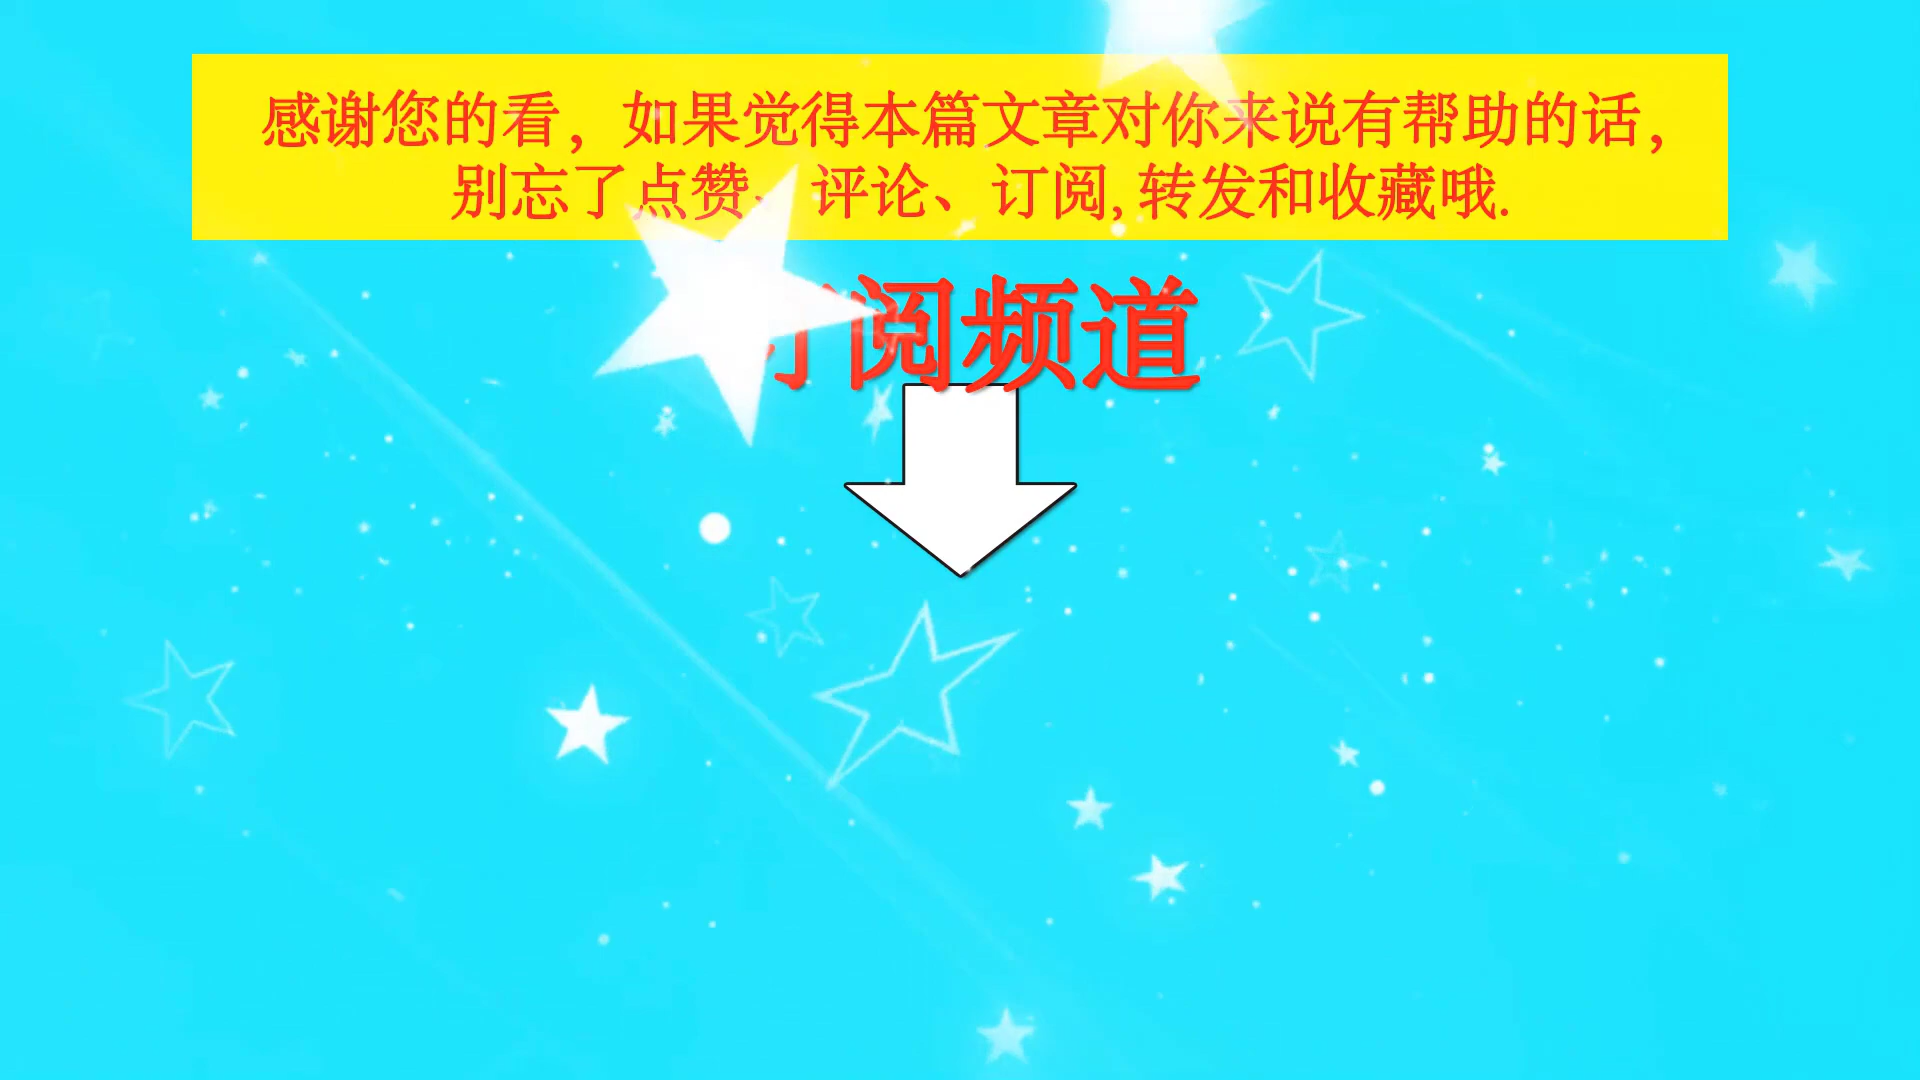 感谢您的看，如果觉得本篇文章对你来说有帮助的话，
别忘了点赞、评论、订阅,转发和收藏哦.
订阅频道